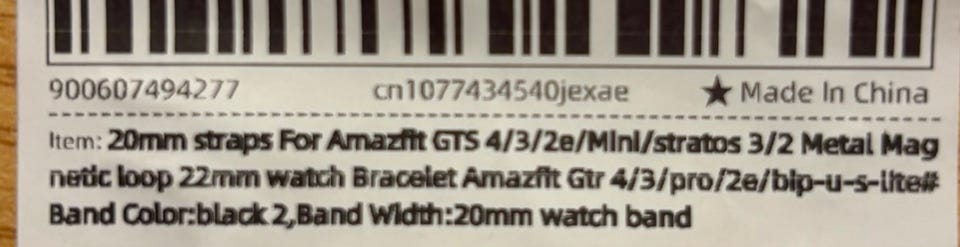 900607494277 cn1077434540jexae ★ Made In China
Item: 20mm straps For Amazfit GTS 4/3/2e/Mini/stratos 3/2 Metal Mag
netic loop 22mm watch Bracelet Amazfit Gtr 4/3/pro/2e/bip-u-s-lite#
Band Color:black 2,Band Width:20mm watch band